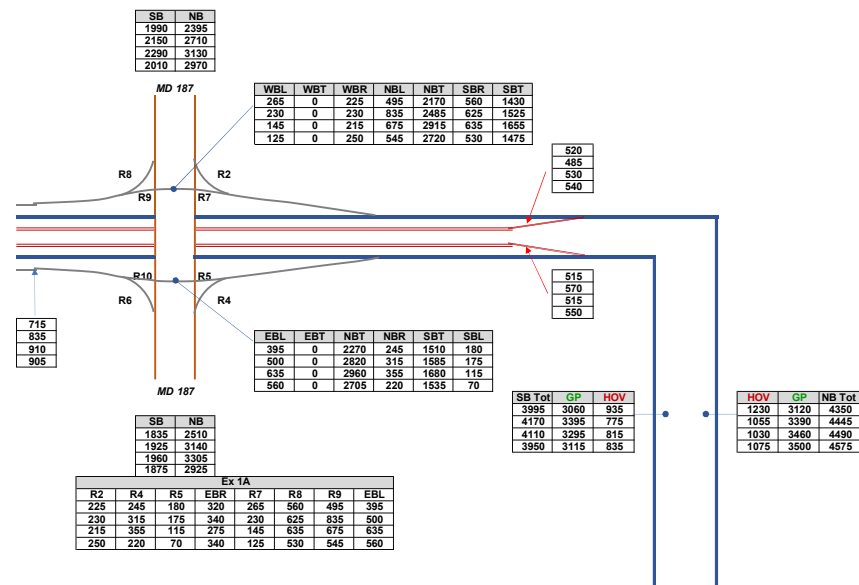 SB NB
1990 2395
2150 2710
2290 3130
2010 2970
MD 187
WBL WBT WBR NBL NBT SBR SBT
265 0 225 495 2170 560 1430
230 0 230 835 2485 625 1525
145 0 215 675 2915 635 1655
125 0 250 545 2720 530 1475
520
485
530
540
R8 R2
R9 R7
R10 R5
R6 R4
515
570
515
550
715
835
910
905
EBL EBT NBT NBR SBT SBL
395 0 2270 245 1510 180
500 0 2820 315 1585 175
635 0 2960 355 1680 115
560 0 2705 220 1535 70
MD 187
SB Tot GP HOV
3995 3060 935
4170 3395 775
4110 3295 815
3950 3115 835
HOV GP NB Tot
1230 3120 4350
1055 3390 4445
1030 3460 4490
1075 3500 4575
SB NB
1835 2510
1925 3140
1960 3305
1875 2925
Ex 1A
R2 R4 R5 EBR R7 R8 R9 EBL
225 245 180 320 265 560 495 395
230 315 175 340 230 625 835 500
215 355 115 275 145 635 675 635
250 220 70 340 125 530 545 560